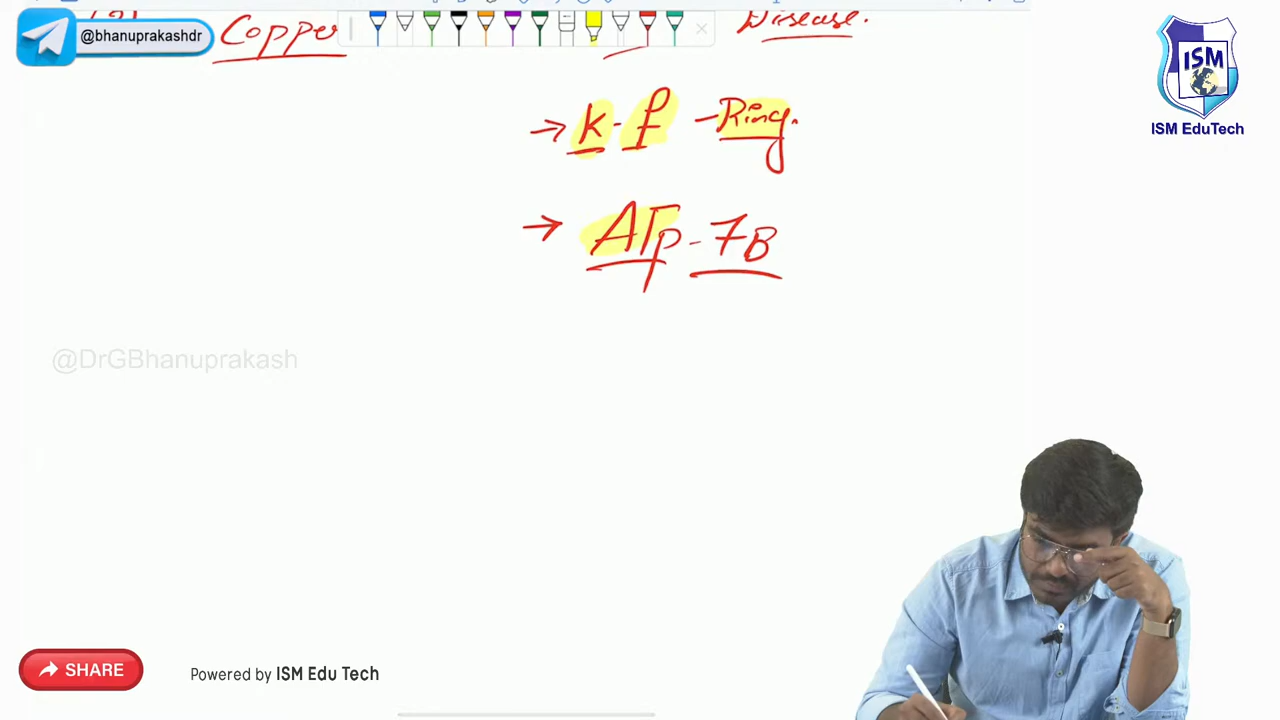 @bhanuprakashdr
Copper
Disease.
ISM
ISM EduTech
→ K-f -Ring.
→ ATp-7B
@DrGBhanuprakash
SHARE
Powered by ISM Edu Tech